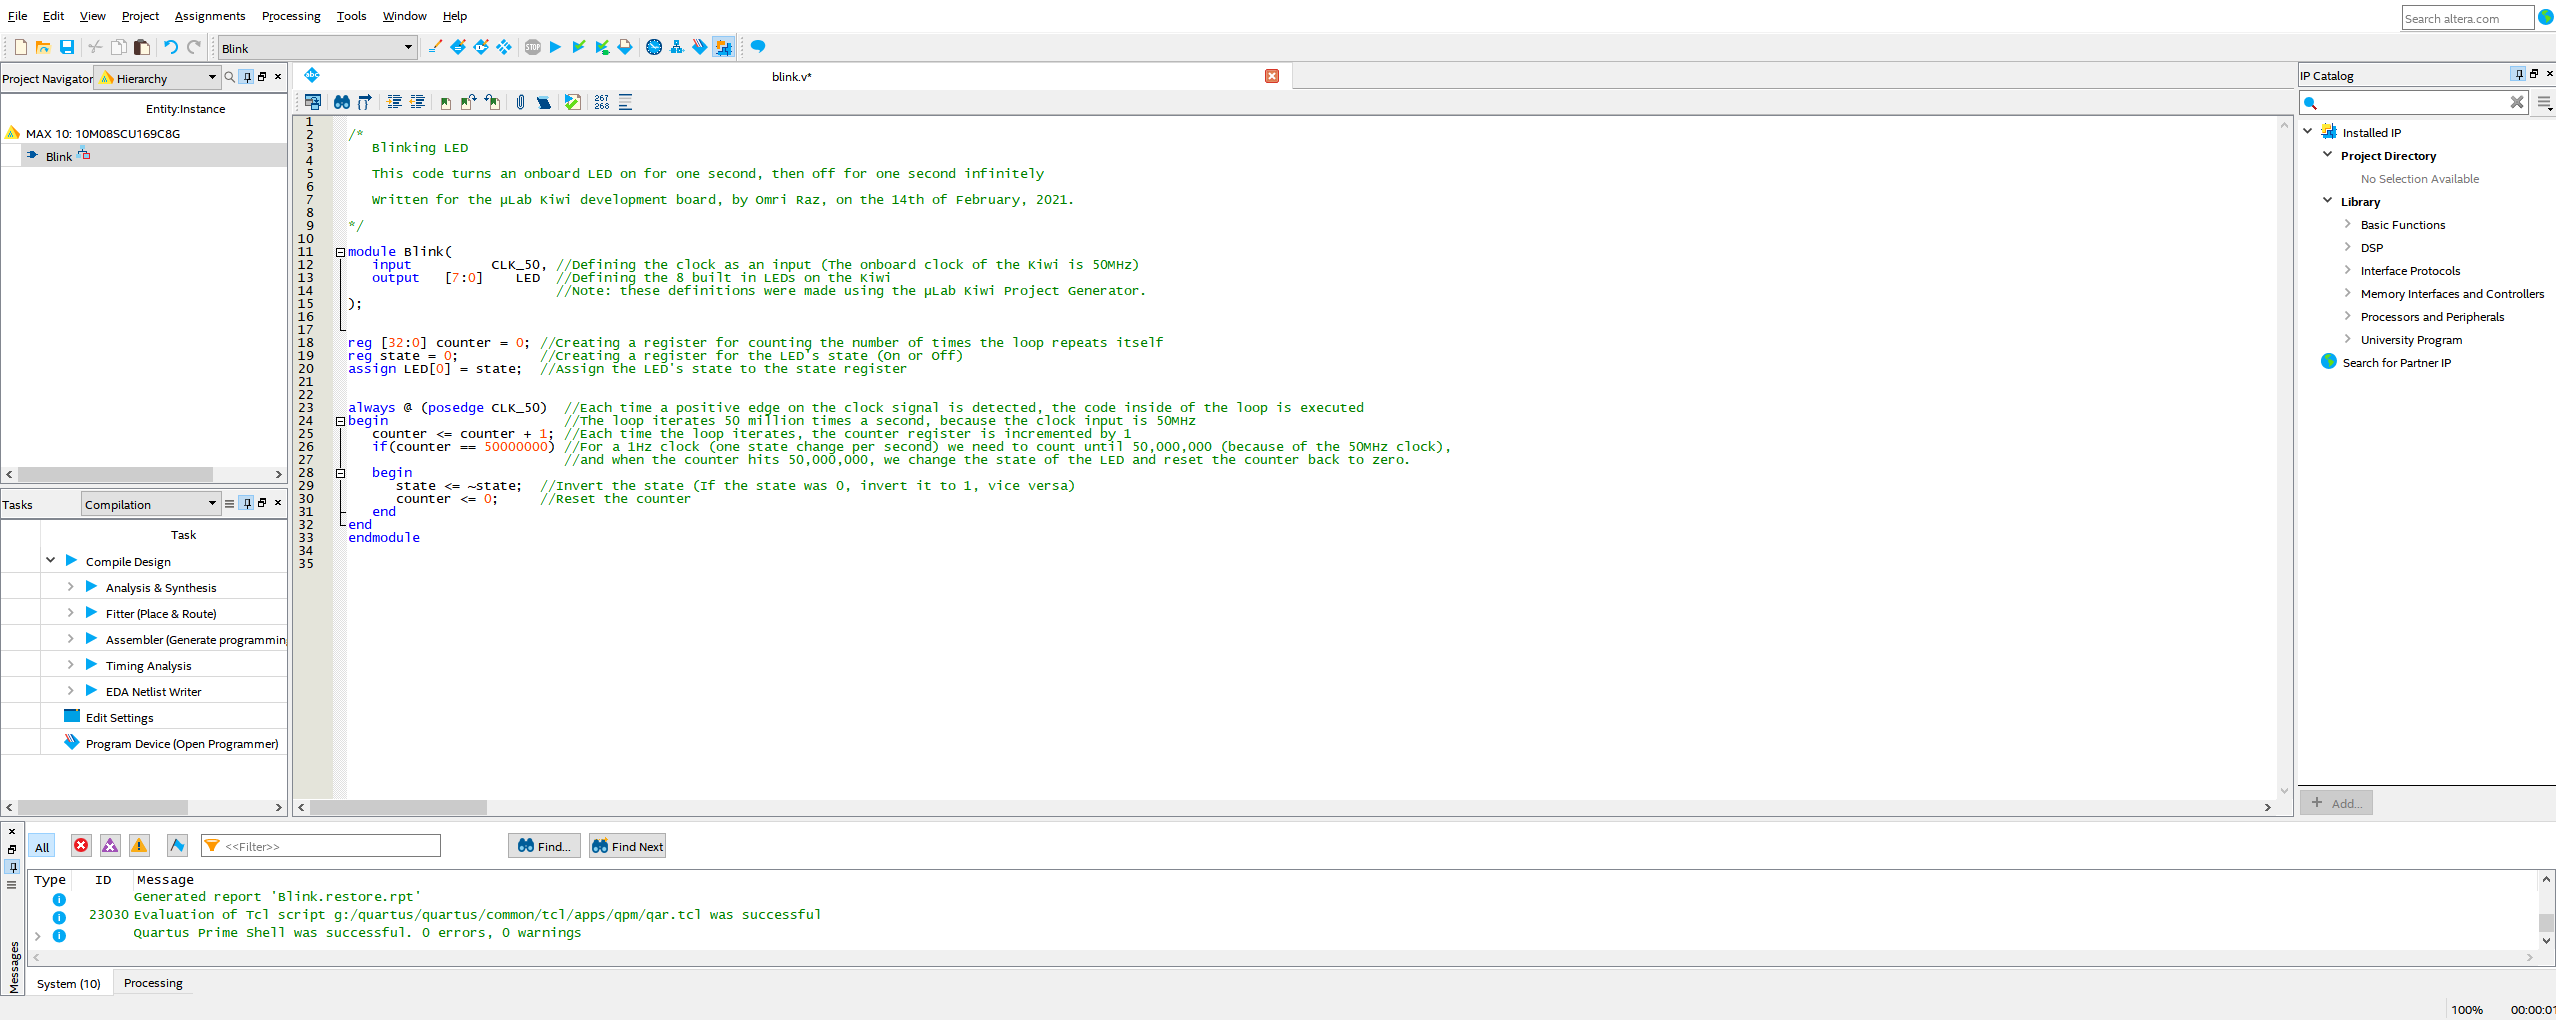 File Edit View Project Assignments Processing Tools Window Help
Search altera.com
Blink
Project Navigator Hierarchy
Entity:Instance
MAX 10: 10M08SCU169C8G
Blink
Tasks Compilation
Task
Compile Design
Analysis & Synthesis
Fitter (Place & Route)
Assembler (Generate programmin
Timing Analysis
EDA Netlist Writer
Edit Settings
Program Device (Open Programmer)
blink.v*
267
268
1
2 /*
3 Blinking LED
4
5 This code turns an onboard LED on for one second, then off for one second infinitely
6
7 Written for the µLab Kiwi development board, by Omri Raz, on the 14th of February, 2021.
8
9 */
10
11 module Blink(
12 input CLK_50, //Defining the clock as an input (The onboard clock of the Kiwi is 50MHz)
13 output [7:0] LED //Defining the 8 built in LEDs on the Kiwi
14 //Note: these definitions were made using the µLab Kiwi Project Generator.
15 );
16
17
18 reg [32:0] counter = 0; //Creating a register for counting the number of times the loop repeats itself
19 reg state = 0; //Creating a register for the LED's state (On or Off)
20 assign LED[0] = state; //Assign the LED's state to the state register
21
22
23 always @ (posedge CLK_50) //Each time a positive edge on the clock signal is detected, the code inside of the loop is executed
24 begin //The loop iterates 50 million times a second, because the clock input is 50MHz
25 counter <= counter + 1; //Each time the loop iterates, the counter register is incremented by 1
26 if(counter == 50000000) //For a 1Hz clock (one state change per second) we need to count until 50,000,000 (because of the 50MHz clock),
27 //and when the counter hits 50,000,000, we change the state of the LED and reset the counter back to zero.
28 begin
29 state <= ~state; //Invert the state (If the state was 0, invert it to 1, vice versa)
30 counter <= 0; //Reset the counter
31 end
32 end
33 endmodule
34
35
IP Catalog
Installed IP
Project Directory
No Selection Available
Library
Basic Functions
DSP
Interface Protocols
Memory Interfaces and Controllers
Processors and Peripherals
University Program
Search for Partner IP
+ Add...
All <<Filter>> Find... Find Next
Type ID Message
Generated report 'Blink.restore.rpt'
23030 Evaluation of Tcl script g:/quartus/quartus/common/tcl/apps/qpm/qar.tcl was successful
Quartus Prime Shell was successful. 0 errors, 0 warnings
Messages
System (10) Processing
100% 00:00:01